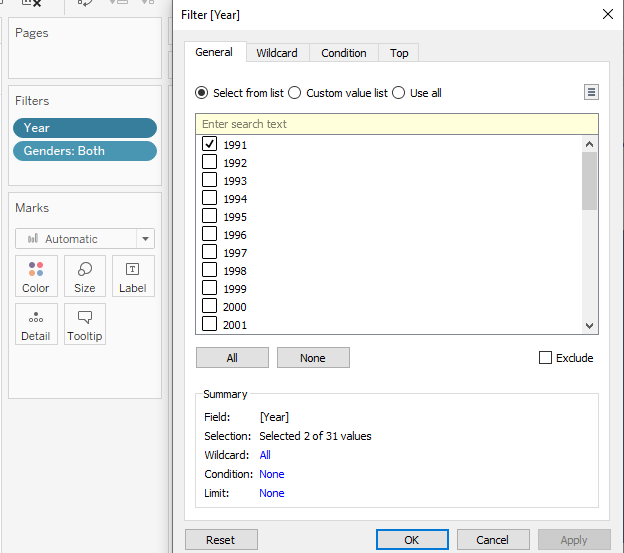 Pages
Filters
Year
Genders: Both
Marks
Automatic
Color
Size
Label
Detail
Tooltip
Filter [Year]
General
Wildcard
Condition
Top
Select from list
Custom value list
Use all
Enter search text
1991
1992
1993
1994
1995
1996
1997
1998
1999
2000
2001
All
None
Exclude
Summary
Field: [Year]
Selection: Selected 2 of 31 values
Wildcard: All
Condition: None
Limit: None
Reset
OK
Cancel
Apply